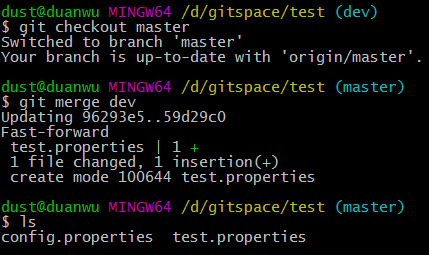 dust@duanwu MINGW64 /d/gitspace/test (dev)
$ git checkout master
Switched to branch 'master'
Your branch is up-to-date with 'origin/master'.
dust@duanwu MINGW64 /d/gitspace/test (master)
$ git merge dev
Updating 96293e5..59d29c0
Fast-forward
 test.properties | 1 +
 1 file changed, 1 insertion(+)
 create mode 100644 test.properties
dust@duanwu MINGW64 /d/gitspace/test (master)
$ ls
config.properties  test.properties